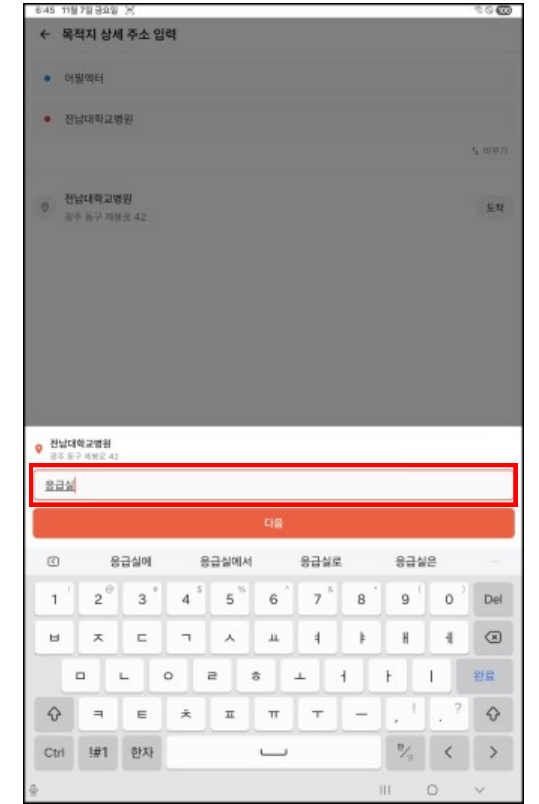 6:45 11월 7일 금요일
← 목적지 상세 주소 입력
어필엑터
전남대학교병원
바꾸기
전남대학교병원
광주 동구 제봉로 42
도착
전남대학교병원
광주 동구 제봉로 42
응급실
다음
응급실에 응급실에서 응급실로 응급실은 ...
1 ! 2 @ 3 # 4 $ 5 % 6 ^ 7 & 8 * 9 ( 0 ) Del
ㅂ ㅈ ㄷ ㄱ ㅅ ㅛ ㅕ ㅑ ㅐ ㅔ
ㅁ ㄴ ㅇ ㄹ ㅎ ㅗ ㅓ ㅏ ㅣ 완료
ㅋ ㅌ ㅊ ㅍ ㅠ ㅜ ㅡ , ! . ?
Ctrl !#1 한자 한/영 < >